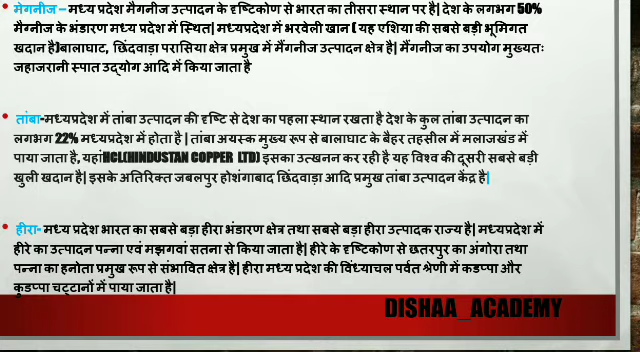 मेगनीज – मध्य प्रदेश मैगनीज उत्पादन के दृष्टिकोण से भारत का तीसरा स्थान पर है| देश के लगभग 50%
मैग्नीज के भंडारण मध्य प्रदेश में स्थित| मध्यप्रदेश में भरवेली खान ( यह एशिया की सबसे बड़ी भूमिगत
खदान है)बालाघाट, छिंदवाड़ा परासिया क्षेत्र प्रमुख में मैंगनीज उत्पादन क्षेत्र है| मैंगनीज का उपयोग मुख्यतः
जहाजरानी स्पात उद्योग आदि में किया जाता है
तांबा-मध्यप्रदेश में तांबा उत्पादन की दृष्टि से देश का पहला स्थान रखता है देश के कुल तांबा उत्पादन का
लगभग 22% मध्यप्रदेश में होता है | तांबा अयस्क मुख्य रूप से बालाघाट के बैहर तहसील में मलाजखंड में
पाया जाता है, यहांHCL(HINDUSTAN COPPER LTD) इसका उत्खनन कर रही है यह विश्व की दूसरी सबसे बड़ी
खुली खदान है| इसके अतिरिक्त जबलपुर होशंगाबाद छिंदवाड़ा आदि प्रमुख तांबा उत्पादन केंद्र है|
हीरा- मध्य प्रदेश भारत का सबसे बड़ा हीरा भंडारण क्षेत्र तथा सबसे बड़ा हीरा उत्पादक राज्य है| मध्यप्रदेश में
हीरे का उत्पादन पन्ना एवं मझगवां सतना से किया जाता है| हीरे के दृष्टिकोण से छतरपुर का अंगोरा तथा
पन्ना का हनोता प्रमुख रूप से संभावित क्षेत्र है| हीरा मध्य प्रदेश की विंध्याचल पर्वत श्रेणी में कडप्पा और
कुडप्पा चट्टानों में पाया जाता है|
DISHAA_ACADEMY